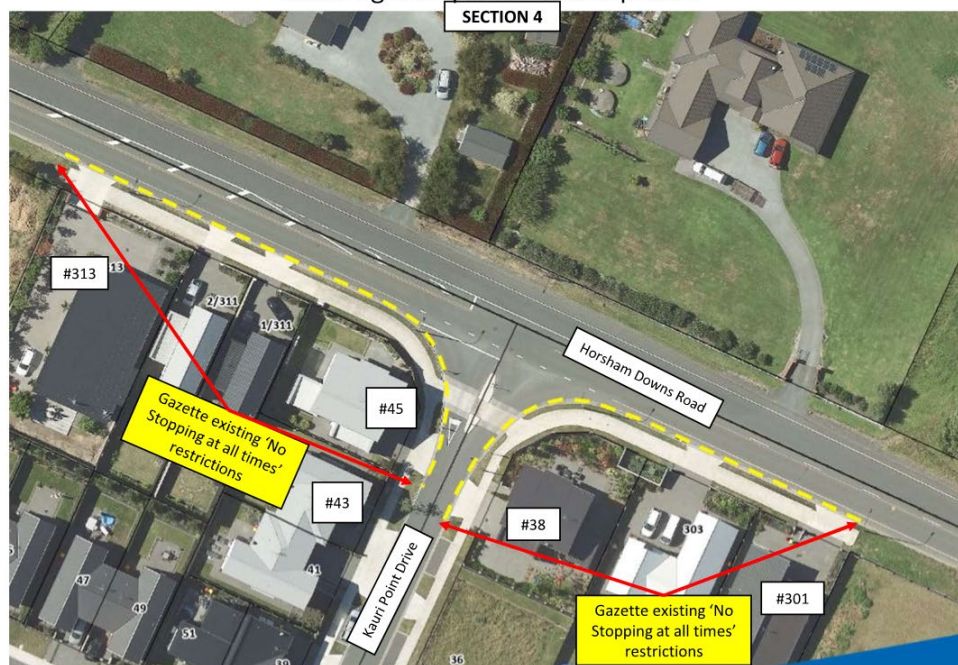 SECTION 4
#313
13
2/311
1/311
Horsham Downs Road
#45
Gazette existing ‘No
Stopping at all times’
restrictions
#43
#38
303
41
Kauri Point Drive
47
49
51
#301
Gazette existing ‘No
Stopping at all times’
restrictions
36